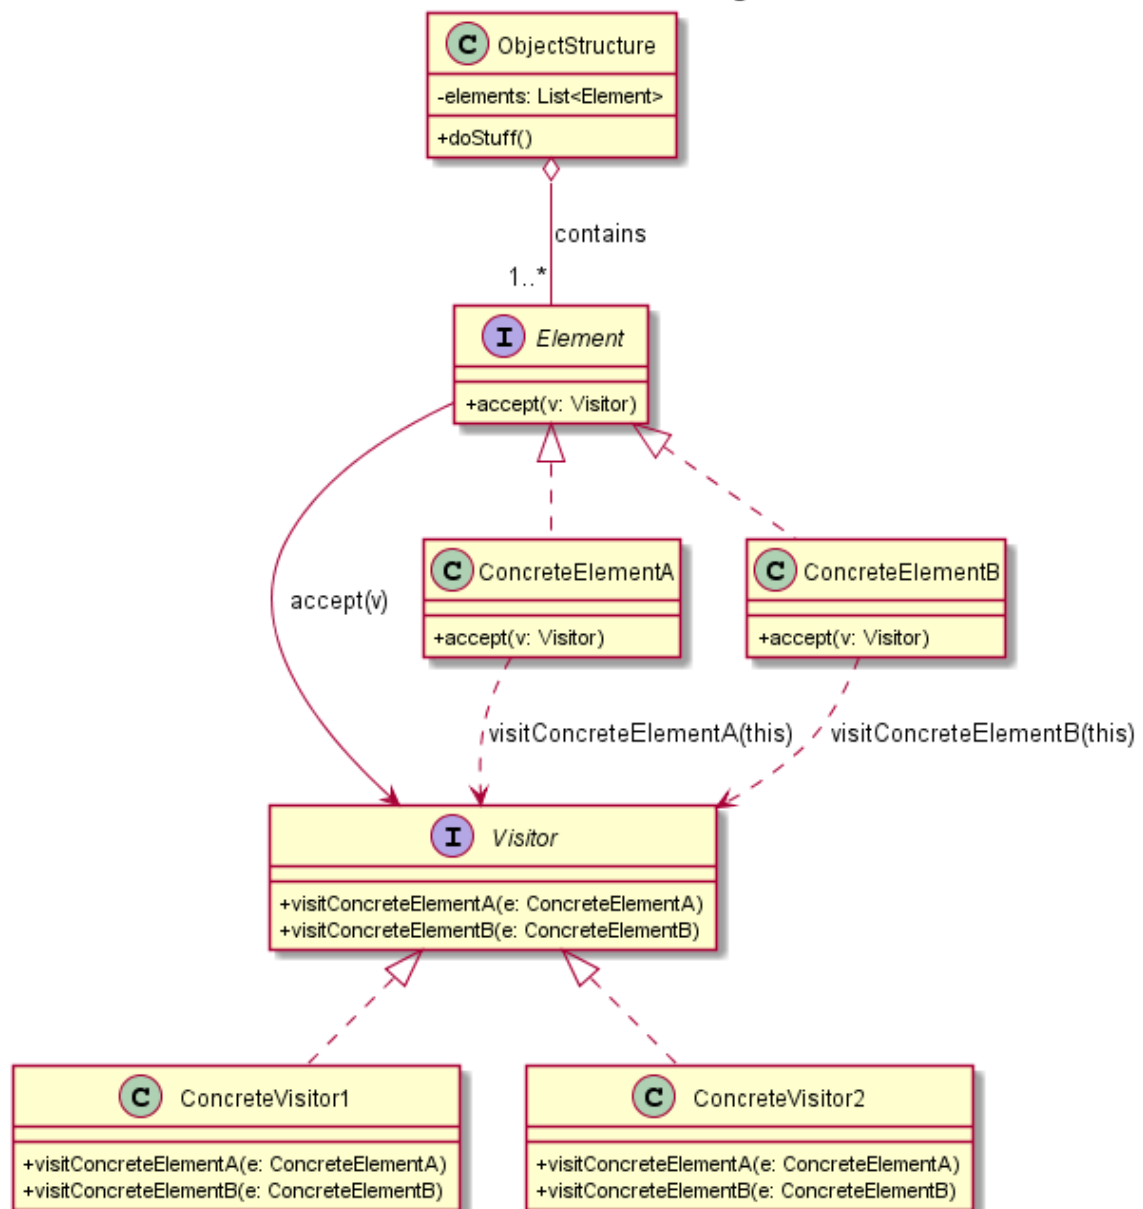 C ObjectStructure
-elements: List<Element>
+doStuff()
contains
1..*
I Element
+accept(v: Visitor)
C ConcreteElementA
+accept(v: Visitor)
C ConcreteElementB
+accept(v: Visitor)
accept(v)
visitConcreteElementA(this)
visitConcreteElementB(this)
I Visitor
+visitConcreteElementA(e: ConcreteElementA)
+visitConcreteElementB(e: ConcreteElementB)
C ConcreteVisitor1
+visitConcreteElementA(e: ConcreteElementA)
+visitConcreteElementB(e: ConcreteElementB)
C ConcreteVisitor2
+visitConcreteElementA(e: ConcreteElementA)
+visitConcreteElementB(e: ConcreteElementB)